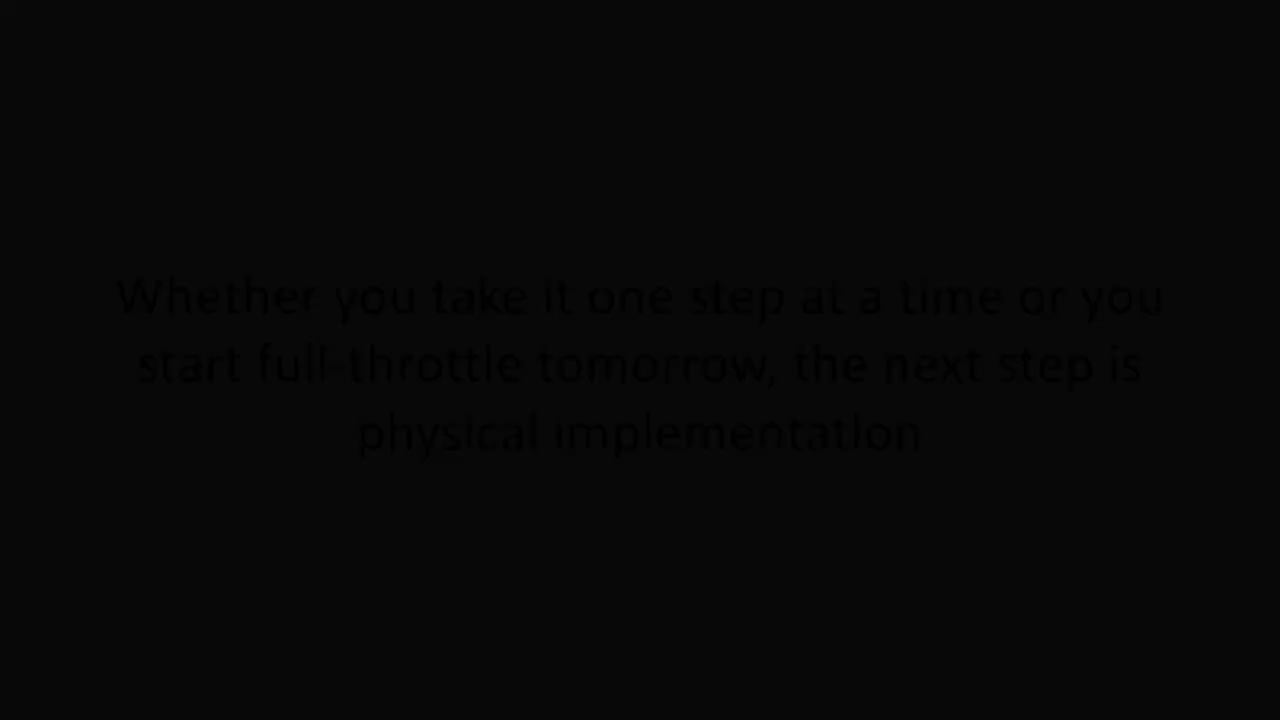 Whether you take it one step at a time or you
start full-throttle tomorrow, the next step is
physical implementation